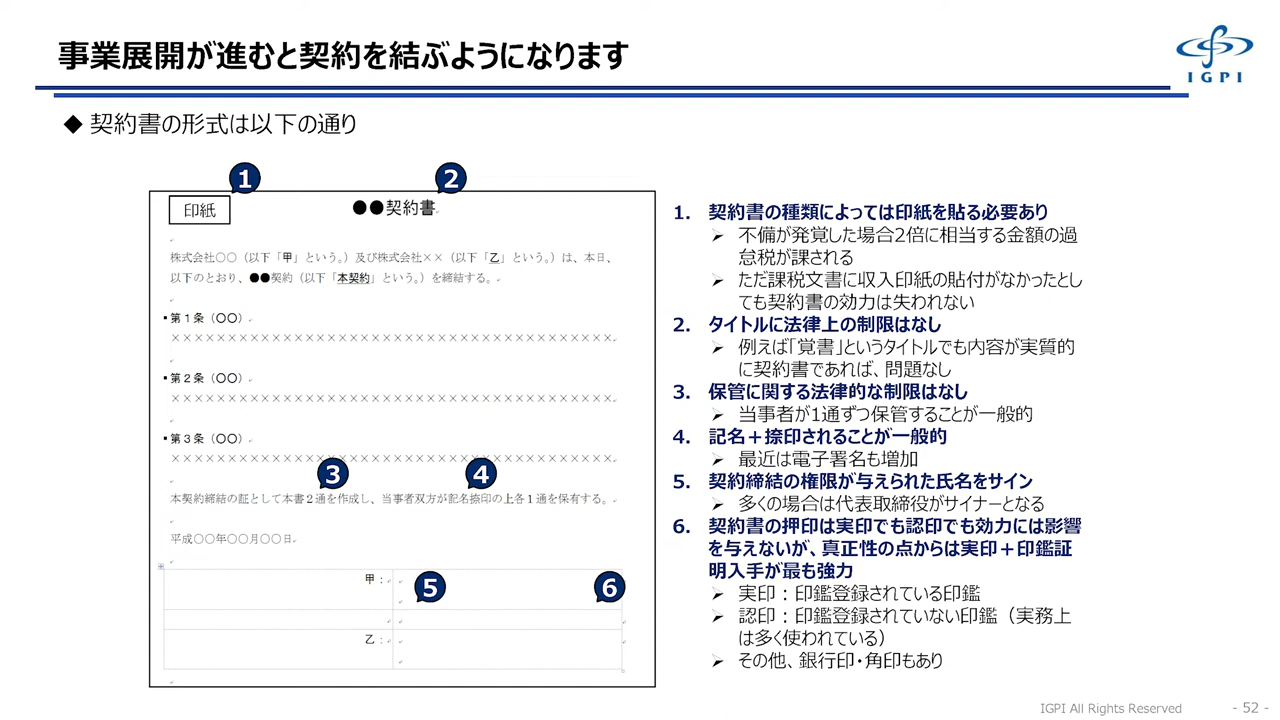 事業展開が進むと契約を結ぶようになります
IGPI
◆ 契約書の形式は以下の通り
1
2
印紙
●●契約書
株式会社〇〇（以下「甲」という。）及び株式会社××（以下「乙」という。）は、本日、
以下のとおり、●●契約（以下「本契約」という。）を締結する。
第１条（〇〇）
××××××××××××××××××××××××××××××××××××××
第２条（〇〇）
××××××××××××××××××××××××××××××××××××××
第３条（〇〇）
××××××××××××××××××××××××××××××××××××××
3
4
本契約締結の証として本書２通を作成し、当事者双方が記名捺印の上各１通を保有する。
平成〇〇年〇〇月〇〇日
甲：
5
6
乙：
1. 契約書の種類によっては印紙を貼る必要あり
➢ 不備が発覚した場合2倍に相当する金額の過
怠税が課される
➢ ただ課税文書に収入印紙の貼付がなかったとし
ても契約書の効力は失われない
2. タイトルに法律上の制限はなし
➢ 例えば「覚書」というタイトルでも内容が実質的
に契約書であれば、問題なし
3. 保管に関する法律的な制限はなし
➢ 当事者が1通ずつ保管することが一般的
4. 記名＋捺印されることが一般的
➢ 最近は電子署名も増加
5. 契約締結の権限が与えられた氏名をサイン
➢ 多くの場合は代表取締役がサイナーとなる
6. 契約書の押印は実印でも認印でも効力には影響
を与えないが、真正性の点からは実印＋印鑑証
明入手が最も強力
➢ 実印：印鑑登録されている印鑑
➢ 認印：印鑑登録されていない印鑑（実務上
は多く使われている）
➢ その他、銀行印・角印もあり
IGPI All Rights Reserved
- 52 -